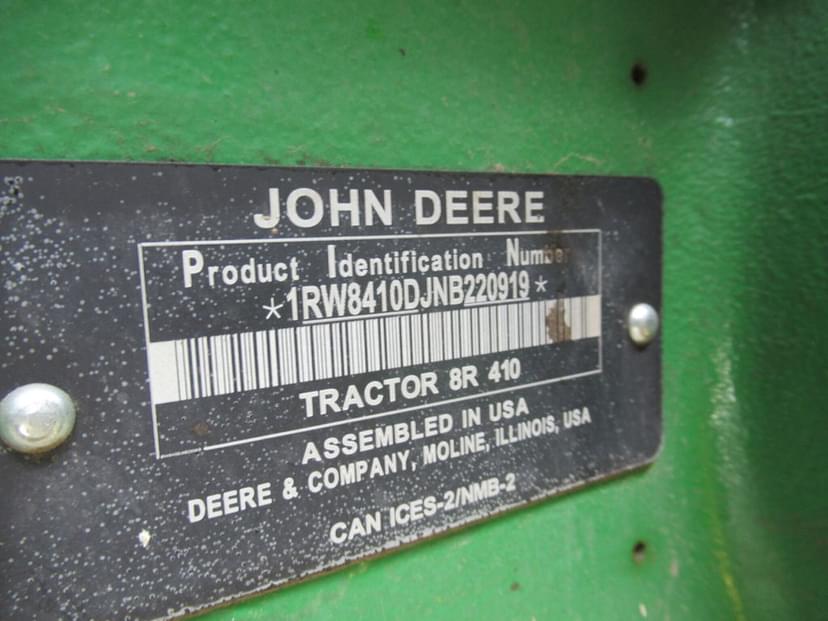 JOHN DEERE
Product Identification Number
*1RW8410DJNB220919*
TRACTOR 8R 410
ASSEMBLED IN USA
DEERE & COMPANY, MOLINE, ILLINOIS, USA
CAN ICES-2/NMB-2